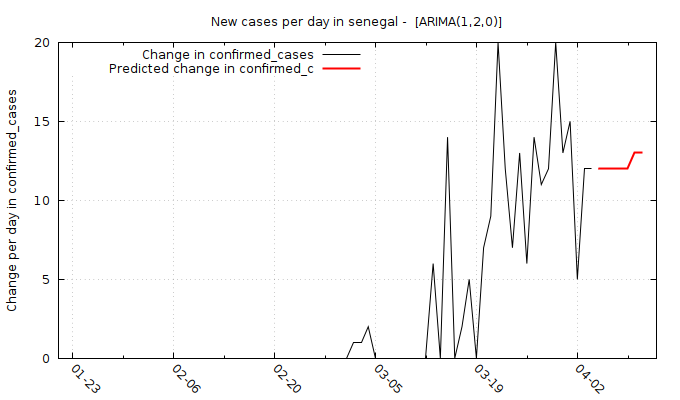 New cases per day in senegal -  [ARIMA(1,2,0)]
Change in confirmed_cases
Predicted change in confirmed_c
Change per day in confirmed_cases
20
15
10
5
0
01-23
02-06
02-20
03-05
03-19
04-02